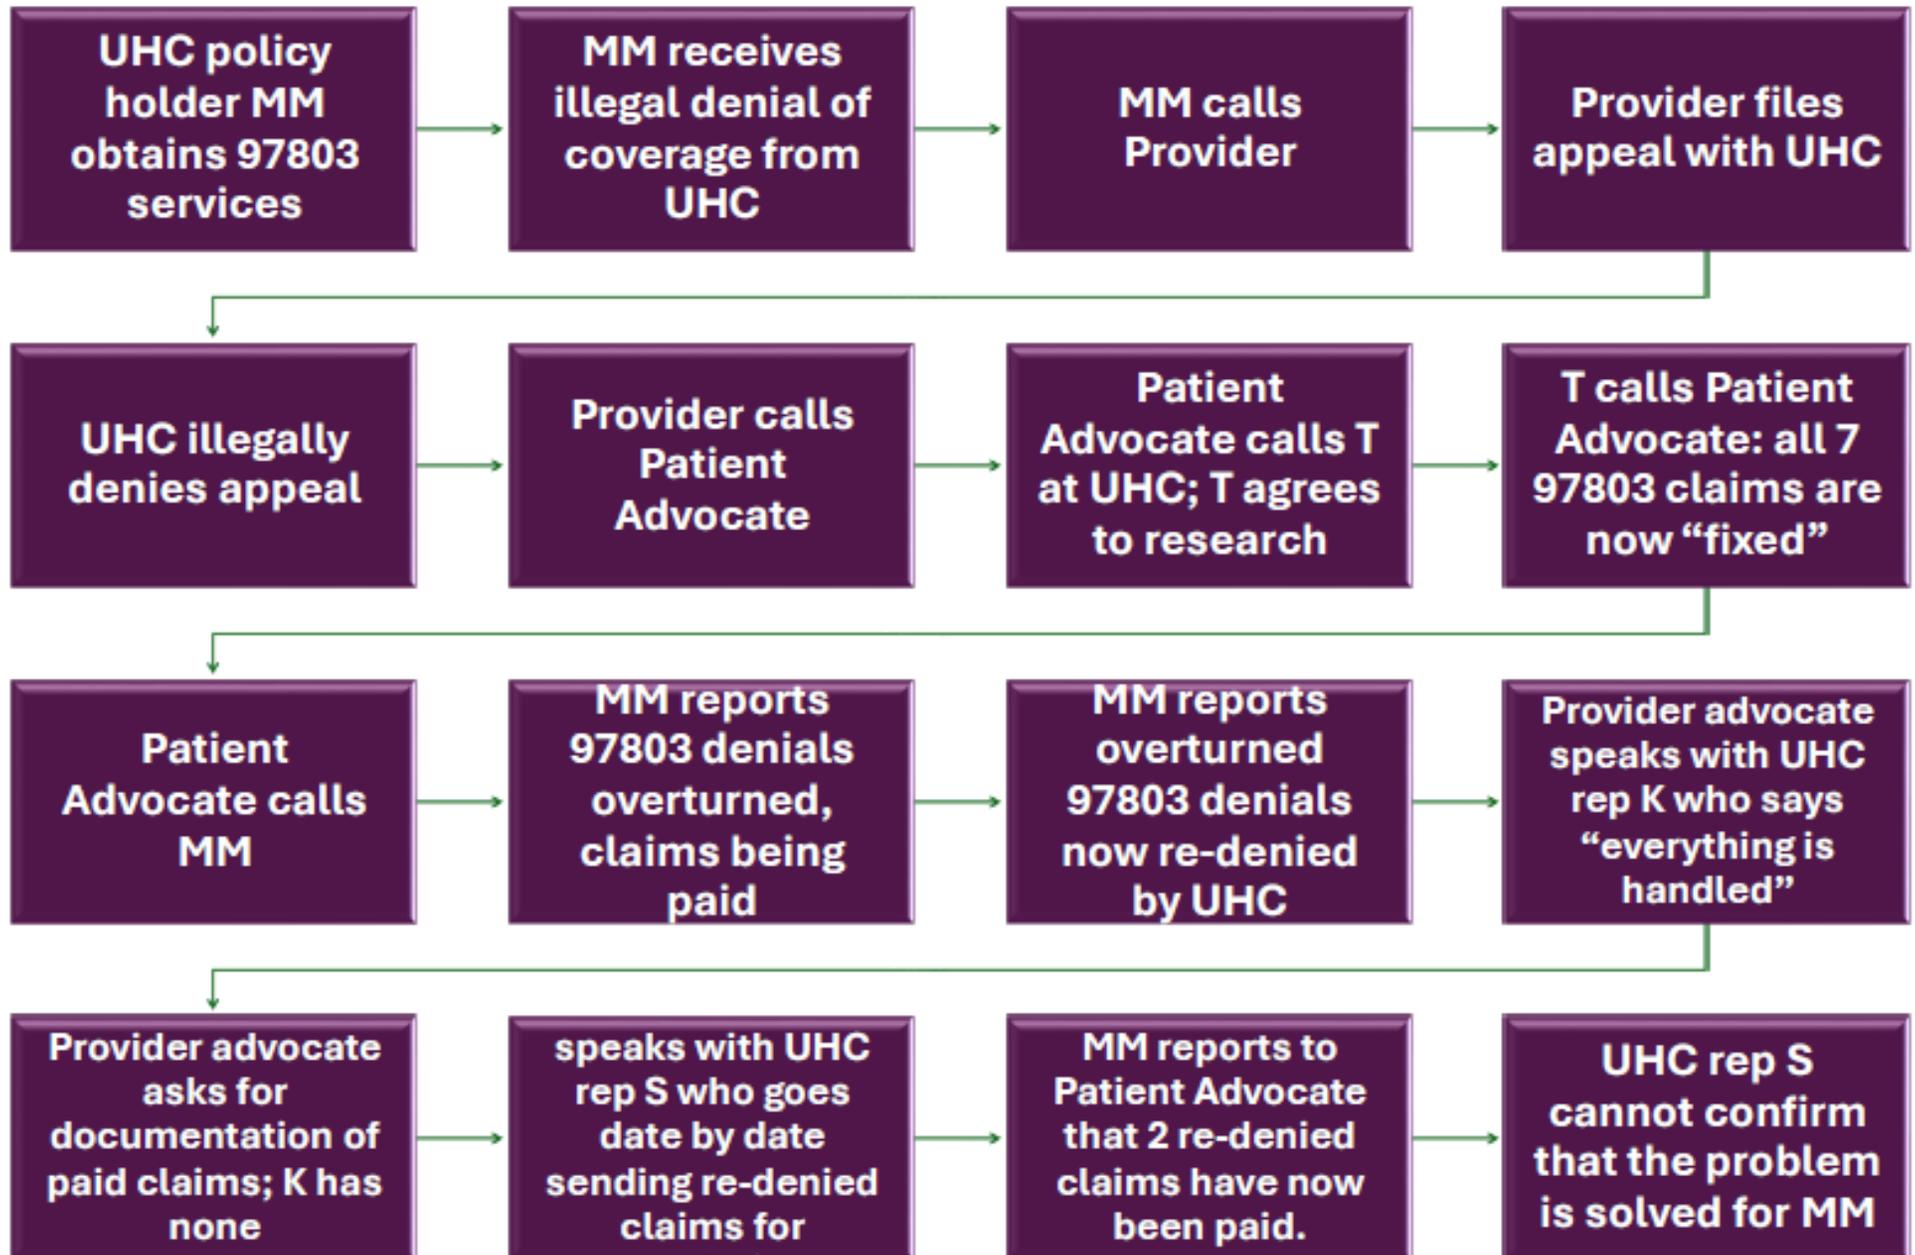 UHC policy
holder MM
obtains 97803
services
MM receives
illegal denial of
coverage from
UHC
MM calls
Provider
Provider files
appeal with UHC
UHC illegally
denies appeal
Provider calls
Patient
Advocate
Patient
Advocate calls T
at UHC; T agrees
to research
T calls Patient
Advocate: all 7
97803 claims are
now “fixed”
Patient
Advocate calls
MM
MM reports
97803 denials
overturned,
claims being
paid
MM reports
overturned
97803 denials
now re-denied
by UHC
Provider advocate
speaks with UHC
rep K who says
“everything is
handled”
Provider advocate
asks for
documentation of
paid claims; K has
none
speaks with UHC
rep S who goes
date by date
sending re-denied
claims for
MM reports to
Patient Advocate
that 2 re-denied
claims have now
been paid.
UHC rep S
cannot confirm
that the problem
is solved for MM